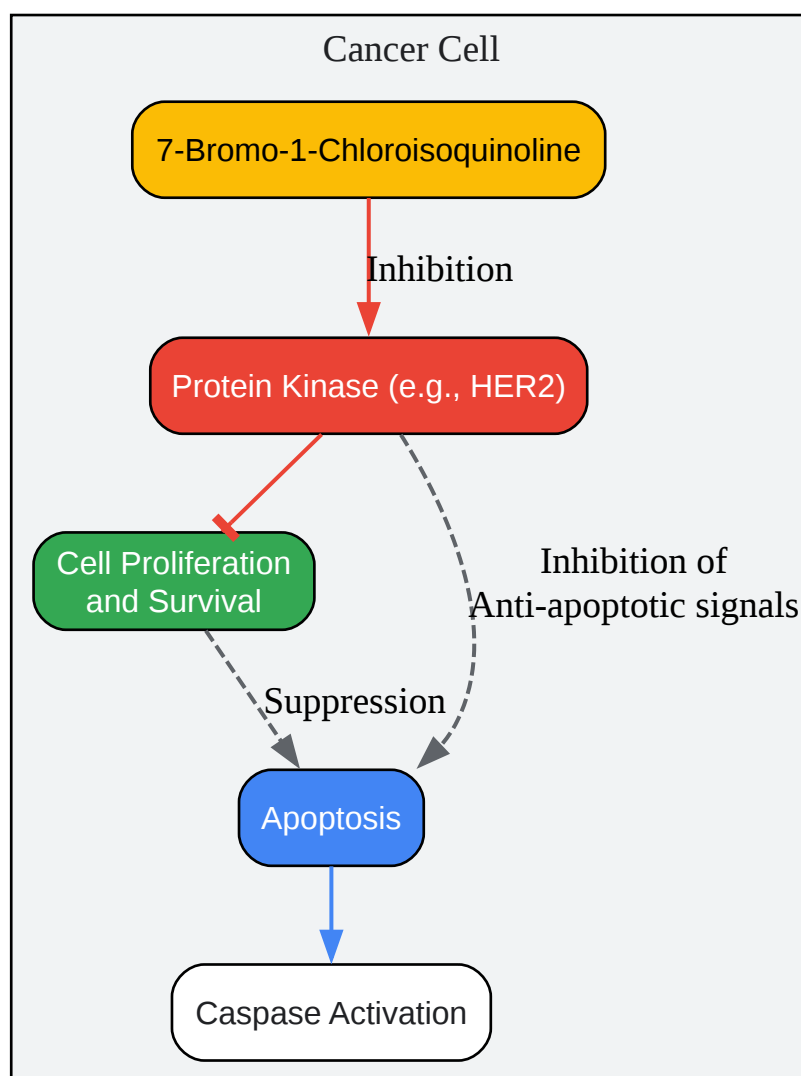 Cancer Cell
7-Bromo-1-Chloroisoquinoline
Inhibition
Protein Kinase (e.g., HER2)
Cell Proliferation
and Survival
Inhibition of
Anti-apoptotic signals
Suppression
Apoptosis
Caspase Activation